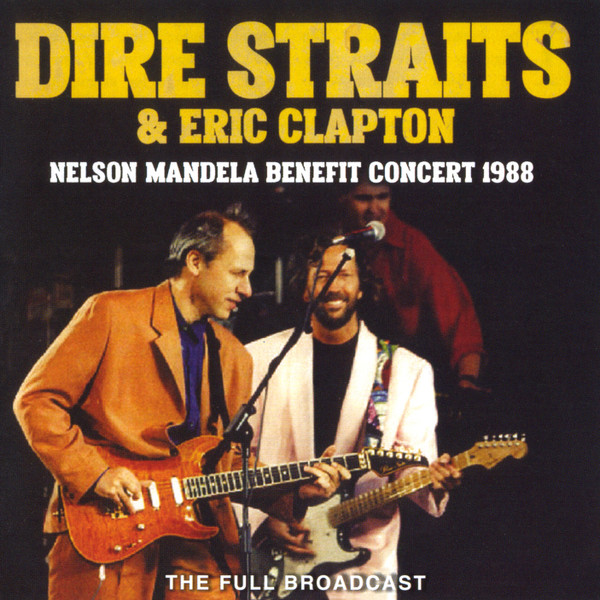 DIRE STRAITS
& ERIC CLAPTON
NELSON MANDELA BENEFIT CONCERT 1988
THE FULL BROADCAST